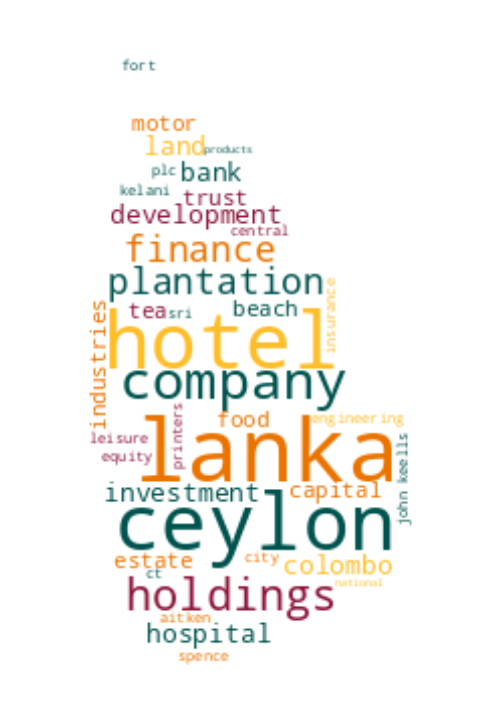 fort
motor
land products
plc bank
kelani trust
development
central
finance
plantation
insurance
tea sri beach
industries
hotel
company
printers
food engineering
lanka
leisure
equity
john keells
investment capital
ceylon
estate city colombo
ct
national
holdings
aitken
hospital
spence